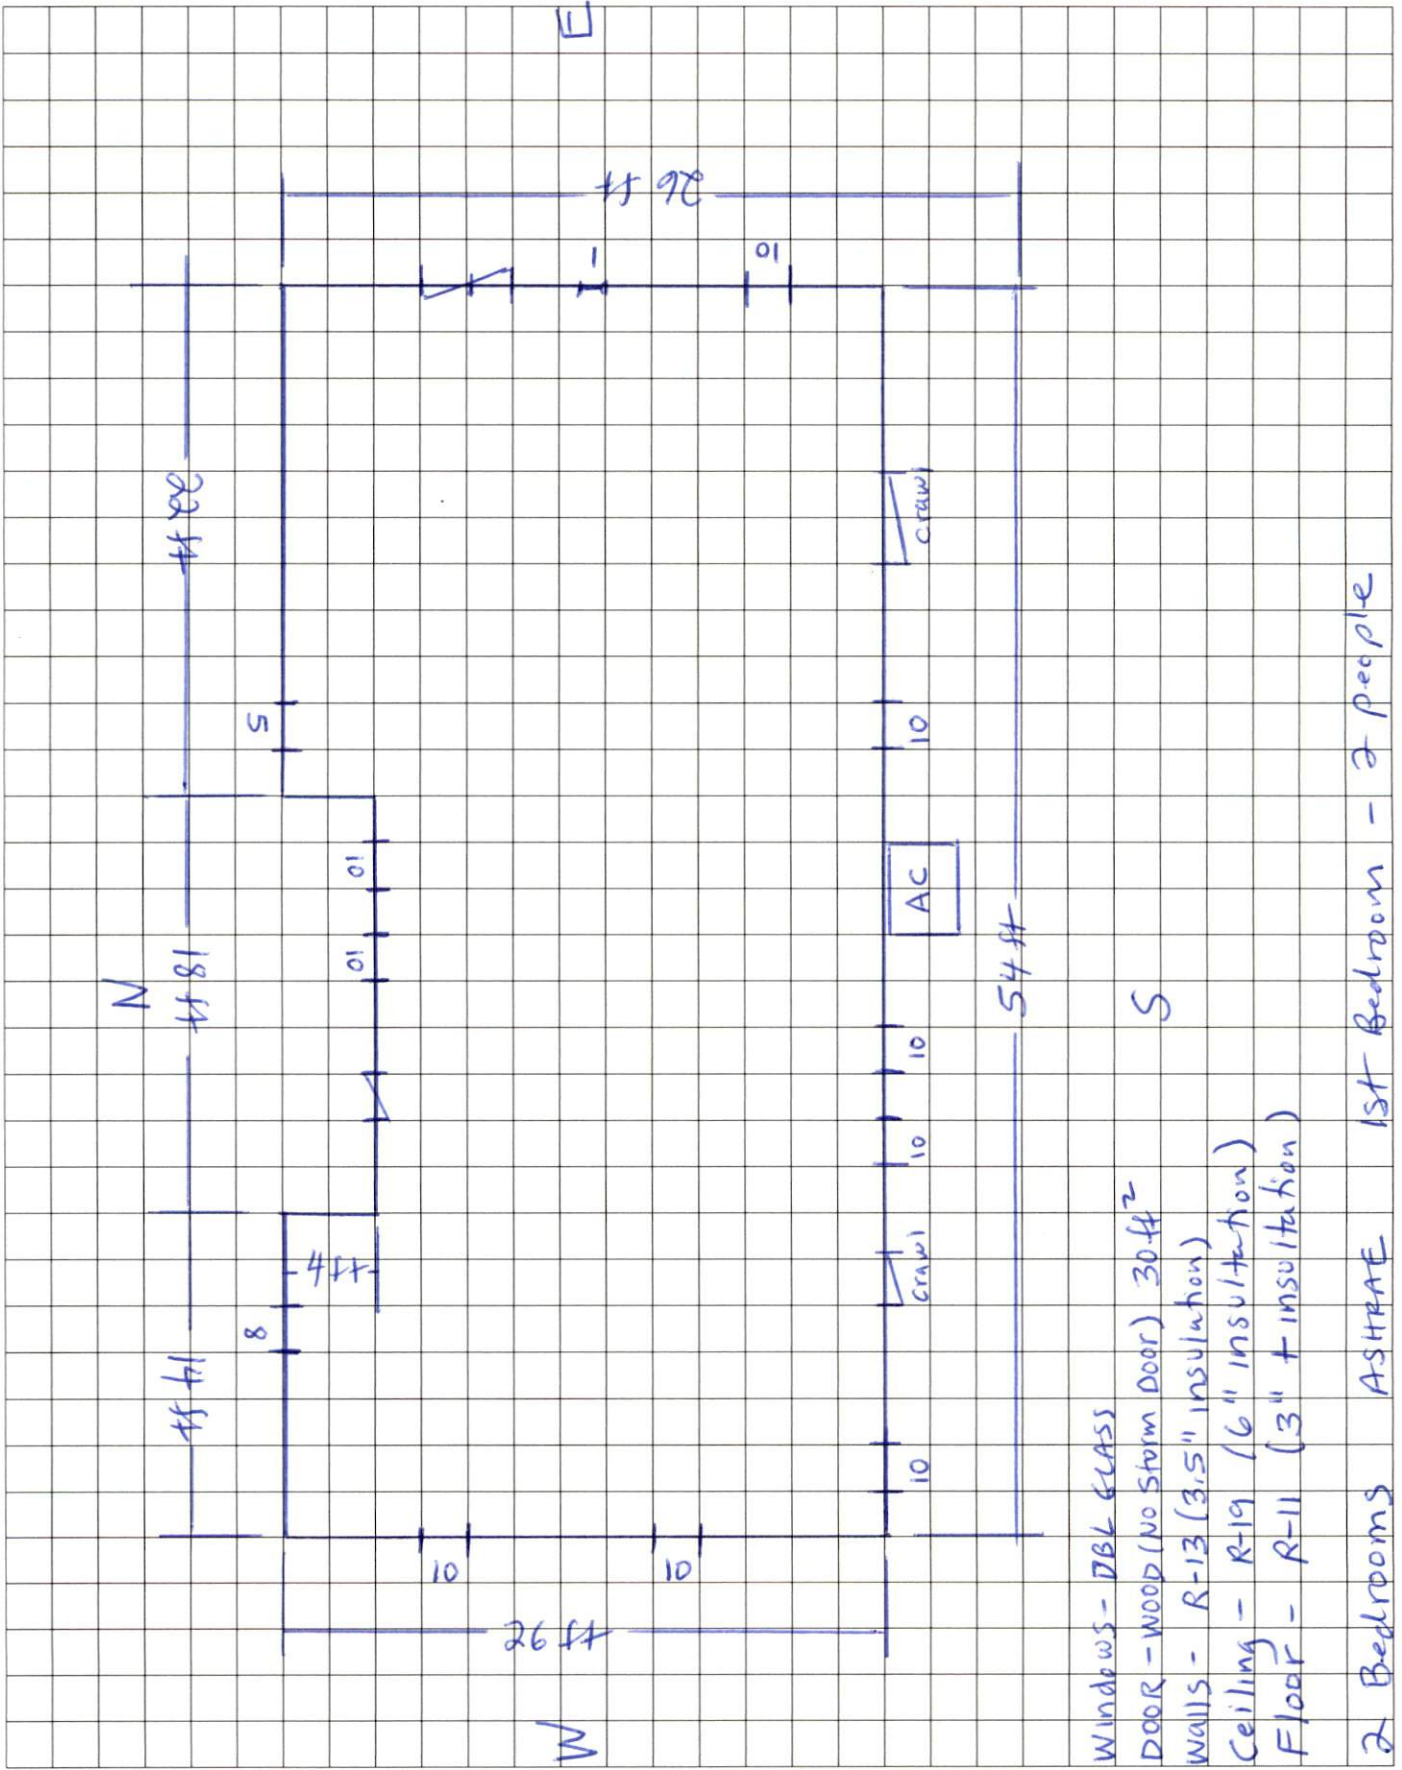 N
14 ft
18 ft
22 ft
8
5
4 ft
10
10
W
26 ft
10
10
1
10
26 ft
E
10
crawl
10
10
AC
10
crawl
54 ft
S
Windows - DBL GLASS
DOOR - WOOD (No Storm Door) 30 ft²
Walls - R-13 (3.5" insulation)
Ceiling - R-19 (6" insultation)
Floor - R-11 (3" + insultation)
2 Bedrooms ASHRAE 1st Bedroom - 2 people